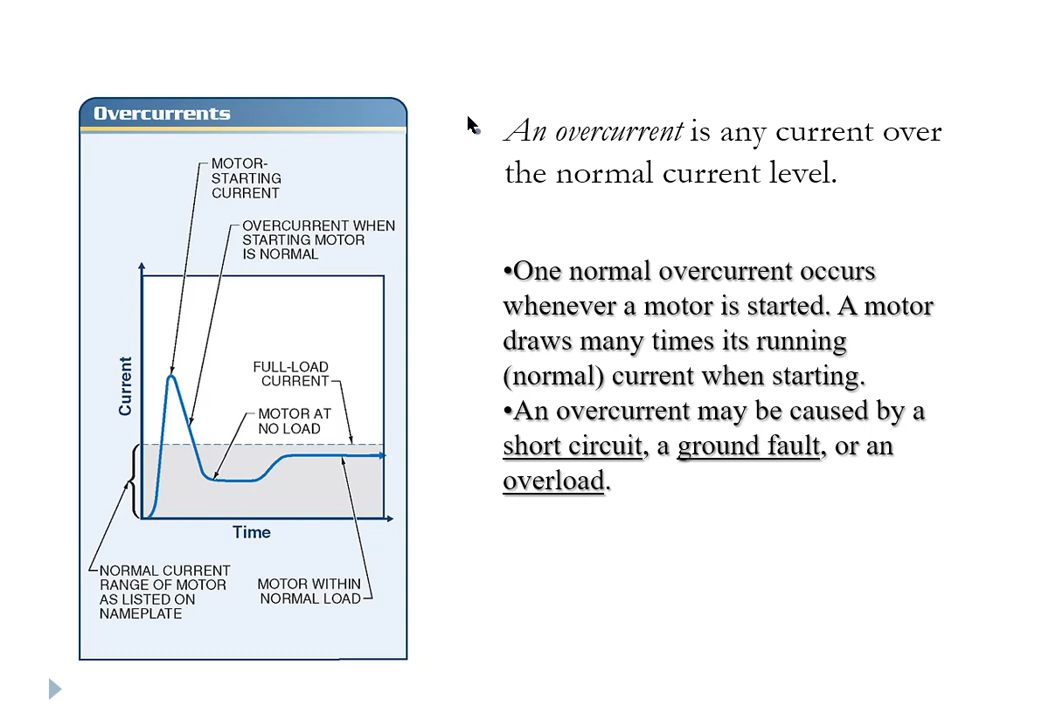 Overcurrents
MOTOR-
STARTING
CURRENT
OVERCURRENT WHEN
STARTING MOTOR
IS NORMAL
FULL-LOAD
CURRENT
MOTOR AT
NO LOAD
Current
Time
NORMAL CURRENT
RANGE OF MOTOR
AS LISTED ON
NAMEPLATE
MOTOR WITHIN
NORMAL LOAD
An overcurrent is any current over
the normal current level.
•One normal overcurrent occurs
whenever a motor is started. A motor
draws many times its running
(normal) current when starting.
•An overcurrent may be caused by a
short circuit, a ground fault, or an
overload.